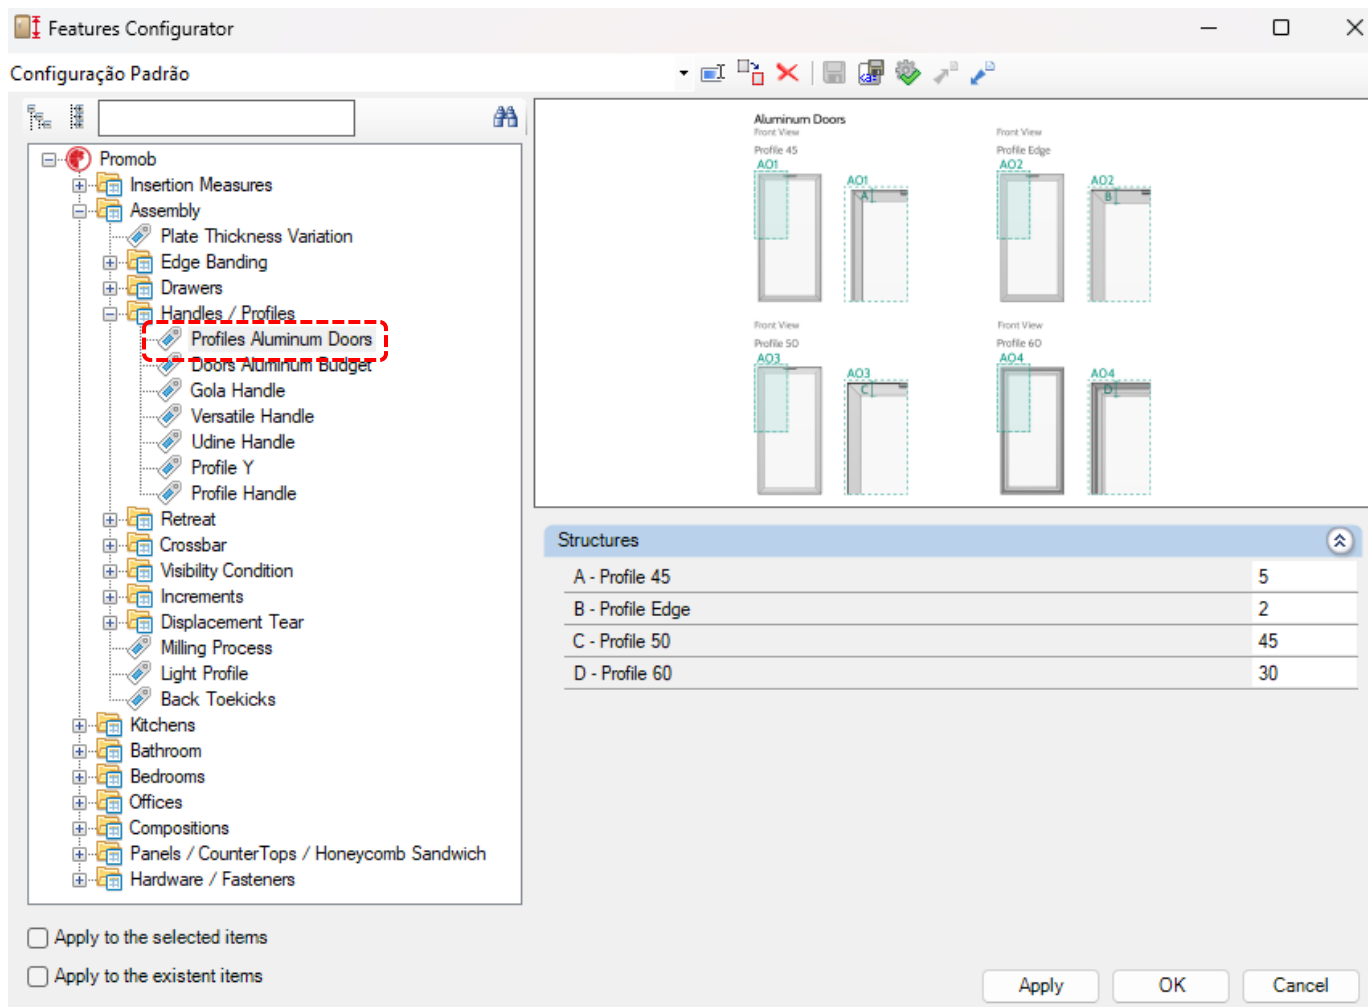 Features Configurator
Configuração Padrão
Promob
Insertion Measures
Assembly
Plate Thickness Variation
Edge Banding
Drawers
Handles / Profiles
Profiles Aluminum Doors
Doors Aluminum Budget
Gola Handle
Versatile Handle
Udine Handle
Profile Y
Profile Handle
Retreat
Crossbar
Visibility Condition
Increments
Displacement Tear
Milling Process
Light Profile
Back Toekicks
Kitchens
Bathroom
Bedrooms
Offices
Compositions
Panels / CounterTops / Honeycomb Sandwich
Hardware / Fasteners
Apply to the selected items
Apply to the existent items
Aluminum Doors
Front View
Profile 45
AO1
AO1
A
Front View
Profile Edge
AO2
AO2
B
Front View
Profile 50
AO3
AO3
C
Front View
Profile 60
AO4
AO4
D
Structures
A - Profile 45 5
B - Profile Edge 2
C - Profile 50 45
D - Profile 60 30
Apply OK Cancel